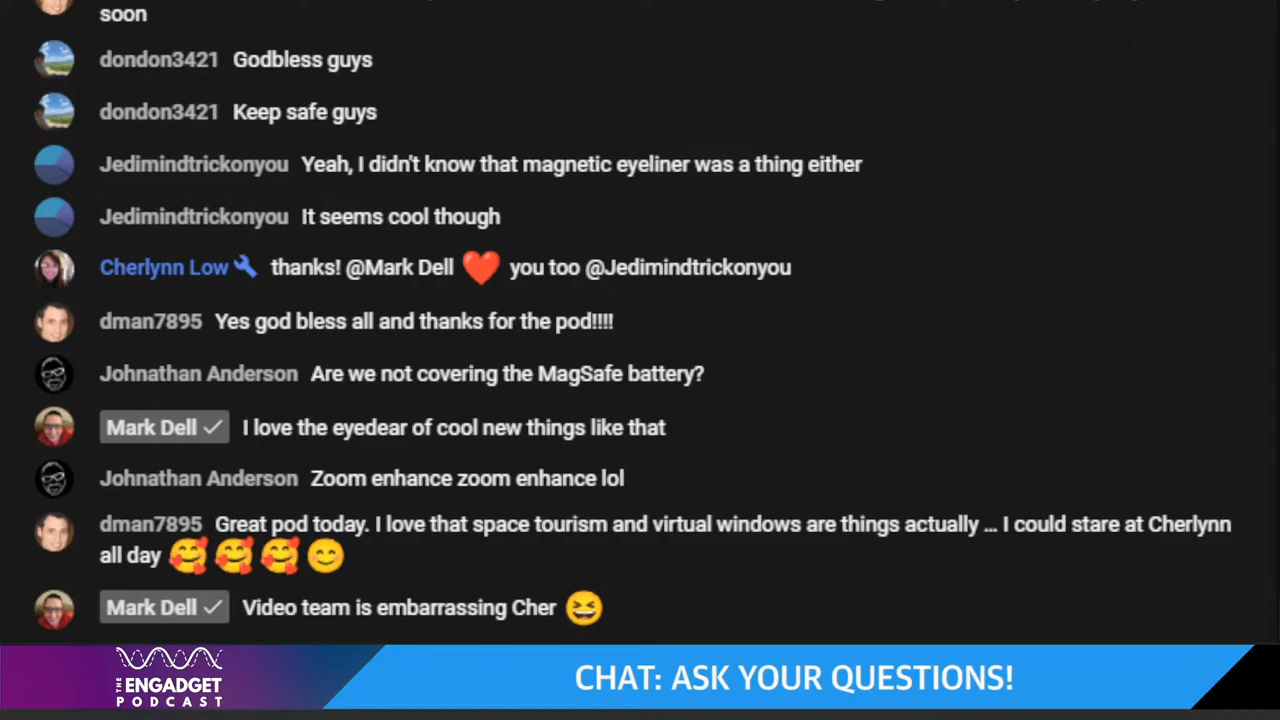 soon
dondon3421 Godbless guys
dondon3421 Keep safe guys
Jedimindtrickonyou Yeah, I didn't know that magnetic eyeliner was a thing either
Jedimindtrickonyou It seems cool though
Cherlynn Low thanks! @Mark Dell ❤️ you too @Jedimindtrickonyou
dman7895 Yes god bless all and thanks for the pod!!!!
Johnathan Anderson Are we not covering the MagSafe battery?
Mark Dell ✓ I love the eyedear of cool new things like that
Johnathan Anderson Zoom enhance zoom enhance lol
dman7895 Great pod today. I love that space tourism and virtual windows are things actually ... I could stare at Cherlynn
all day 🥰 🥰 🥰 😊
Mark Dell ✓ Video team is embarrassing Cher 😆
THE ENGADGET PODCAST
CHAT: ASK YOUR QUESTIONS!